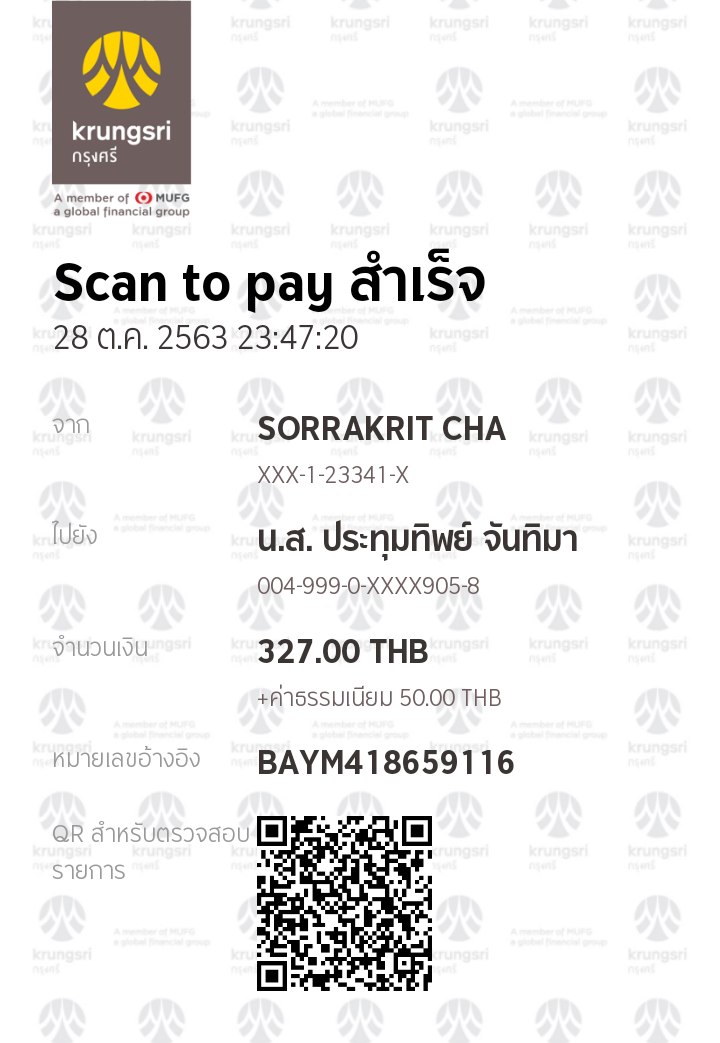 krungsri
กรุงศรี
A member of MUFG
a global financial group
Scan to pay สำเร็จ
28 ต.ค. 2563 23:47:20
จาก
SORRAKRIT CHA
XXX-1-23341-X
ไปยัง
น.ส. ประทุมทิพย์ จันทิมา
004-999-0-XXXX905-8
จำนวนเงิน
327.00 THB
+ค่าธรรมเนียม 50.00 THB
หมายเลขอ้างอิง
BAYM418659116
QR สำหรับตรวจสอบ
รายการ